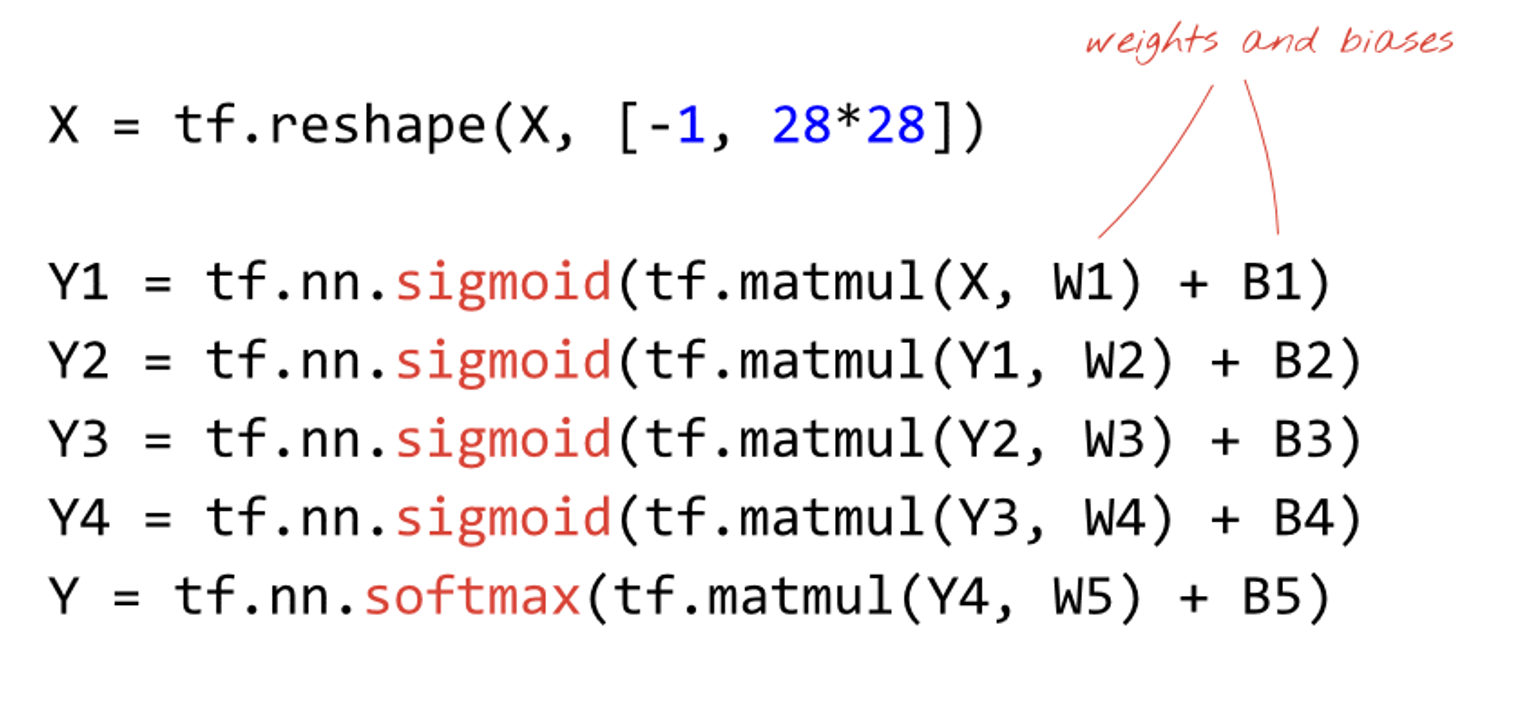 weights and biases
X = tf.reshape(X, [-1, 28*28])
Y1 = tf.nn.sigmoid(tf.matmul(X, W1) + B1)
Y2 = tf.nn.sigmoid(tf.matmul(Y1, W2) + B2)
Y3 = tf.nn.sigmoid(tf.matmul(Y2, W3) + B3)
Y4 = tf.nn.sigmoid(tf.matmul(Y3, W4) + B4)
Y = tf.nn.softmax(tf.matmul(Y4, W5) + B5)